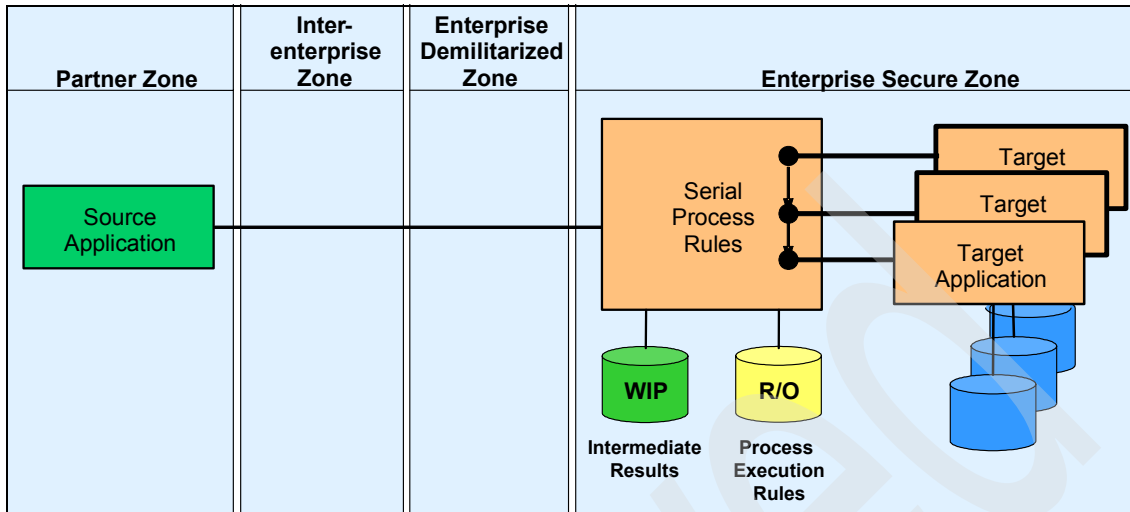 Partner Zone
Inter-
enterprise
Zone
Enterprise
Demilitarized
Zone
Enterprise Secure Zone
Source
Application
Serial
Process
Rules
Target
Target
Target
Application
WIP
R/O
Intermediate
Results
Process
Execution
Rules